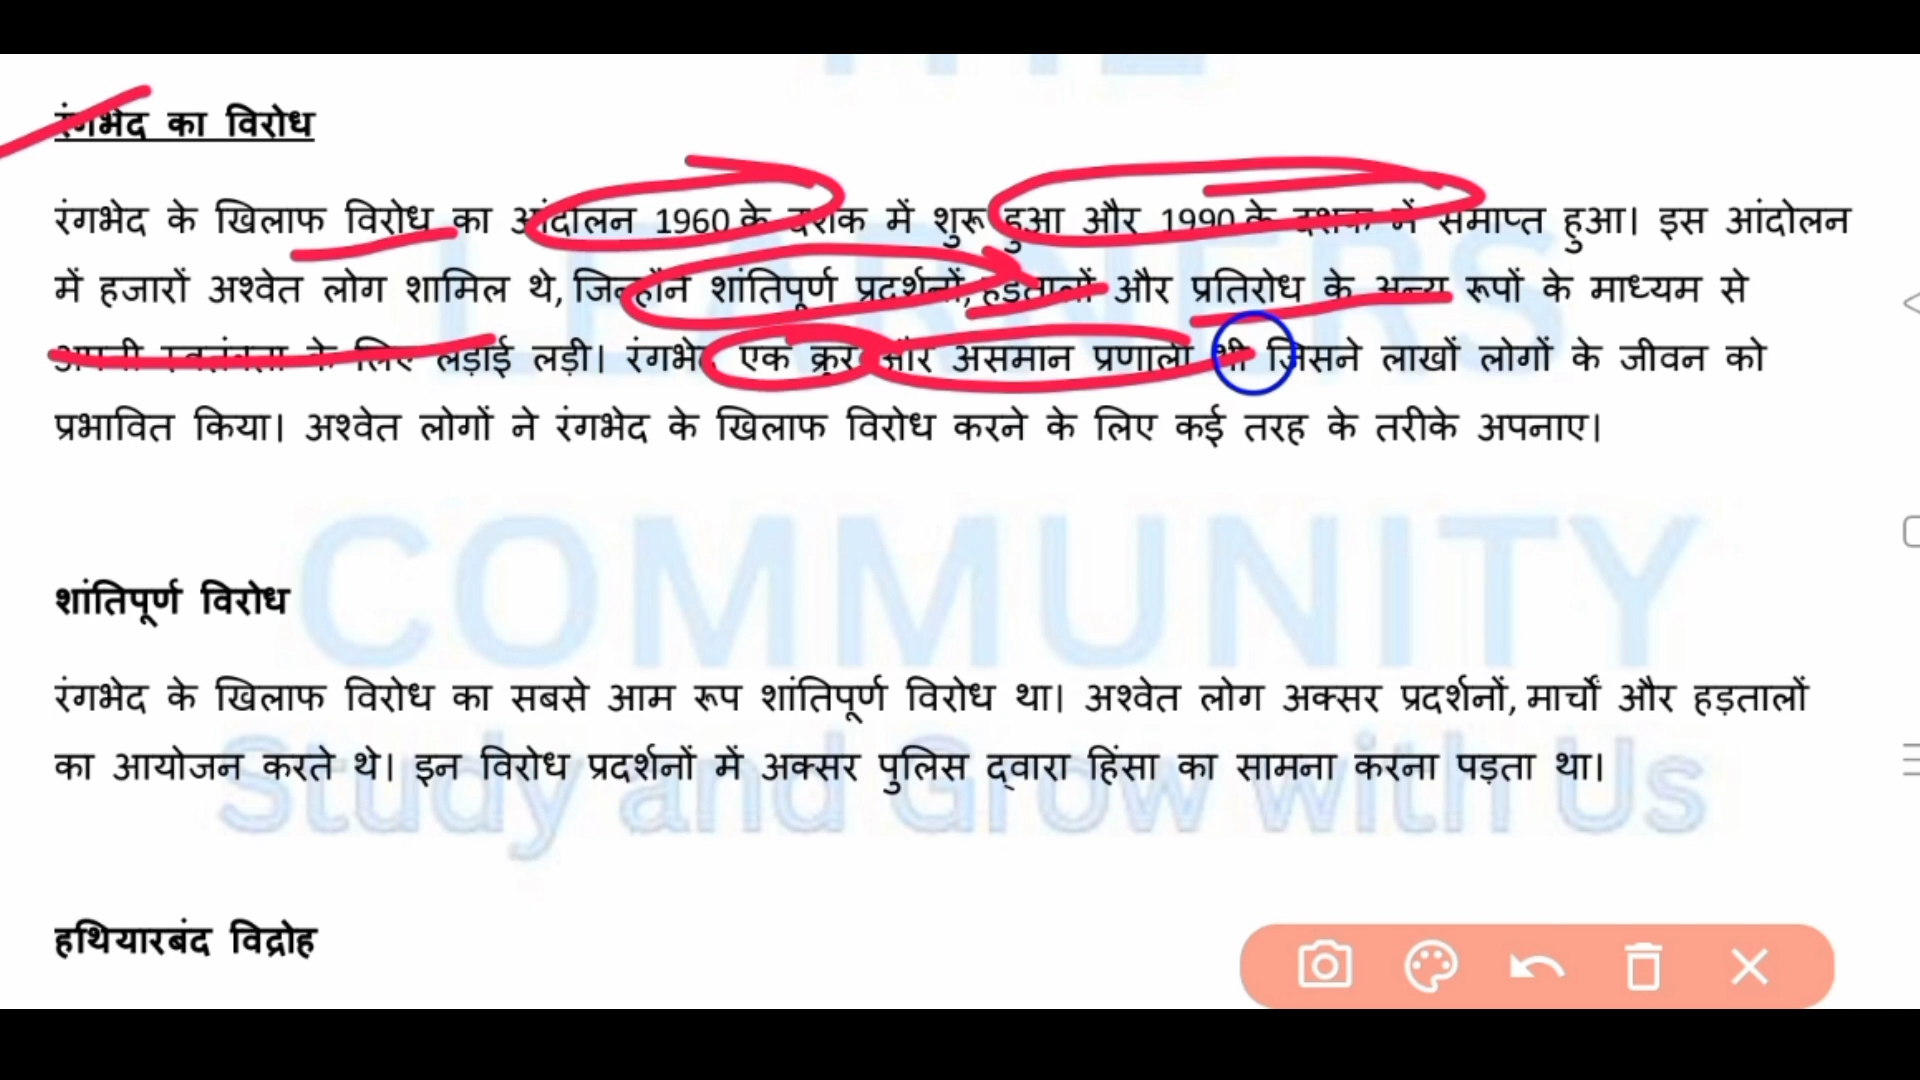 रंगभेद का विरोध
रंगभेद के खिलाफ विरोध का आंदोलन 1960 के दशक में शुरू हुआ और 1990 के दशक में समाप्त हुआ। इस आंदोलन
में हजारों अश्वेत लोग शामिल थे, जिन्होंने शांतिपूर्ण प्रदर्शनों, हड़तालों और प्रतिरोध के अन्य रूपों के माध्यम से
अपनी स्वतंत्रता के लिए लड़ाई लड़ी। रंगभेद एक क्रूर और असमान प्रणाली थी जिसने लाखों लोगों के जीवन को
प्रभावित किया। अश्वेत लोगों ने रंगभेद के खिलाफ विरोध करने के लिए कई तरह के तरीके अपनाए।
शांतिपूर्ण विरोध
रंगभेद के खिलाफ विरोध का सबसे आम रूप शांतिपूर्ण विरोध था। अश्वेत लोग अक्सर प्रदर्शनों, मार्चों और हड़तालों
का आयोजन करते थे। इन विरोध प्रदर्शनों में अक्सर पुलिस द्वारा हिंसा का सामना करना पड़ता था।
हथियारबंद विद्रोह
THE
LEARNERS
COMMUNITY
Study and Grow with Us